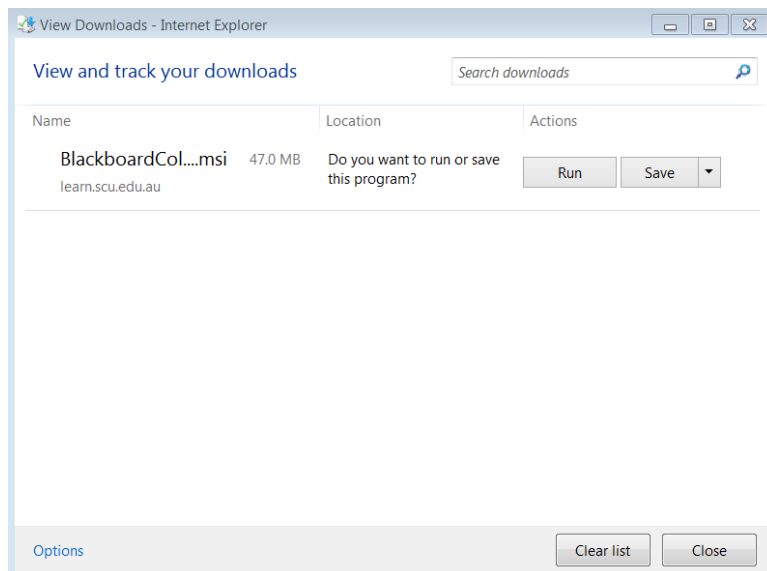 View Downloads - Internet Explorer
View and track your downloads
Search downloads
Name Location Actions
BlackboardCol....msi 47.0 MB Do you want to run or save this program? Run Save
learn.scu.edu.au
Options Clear list Close